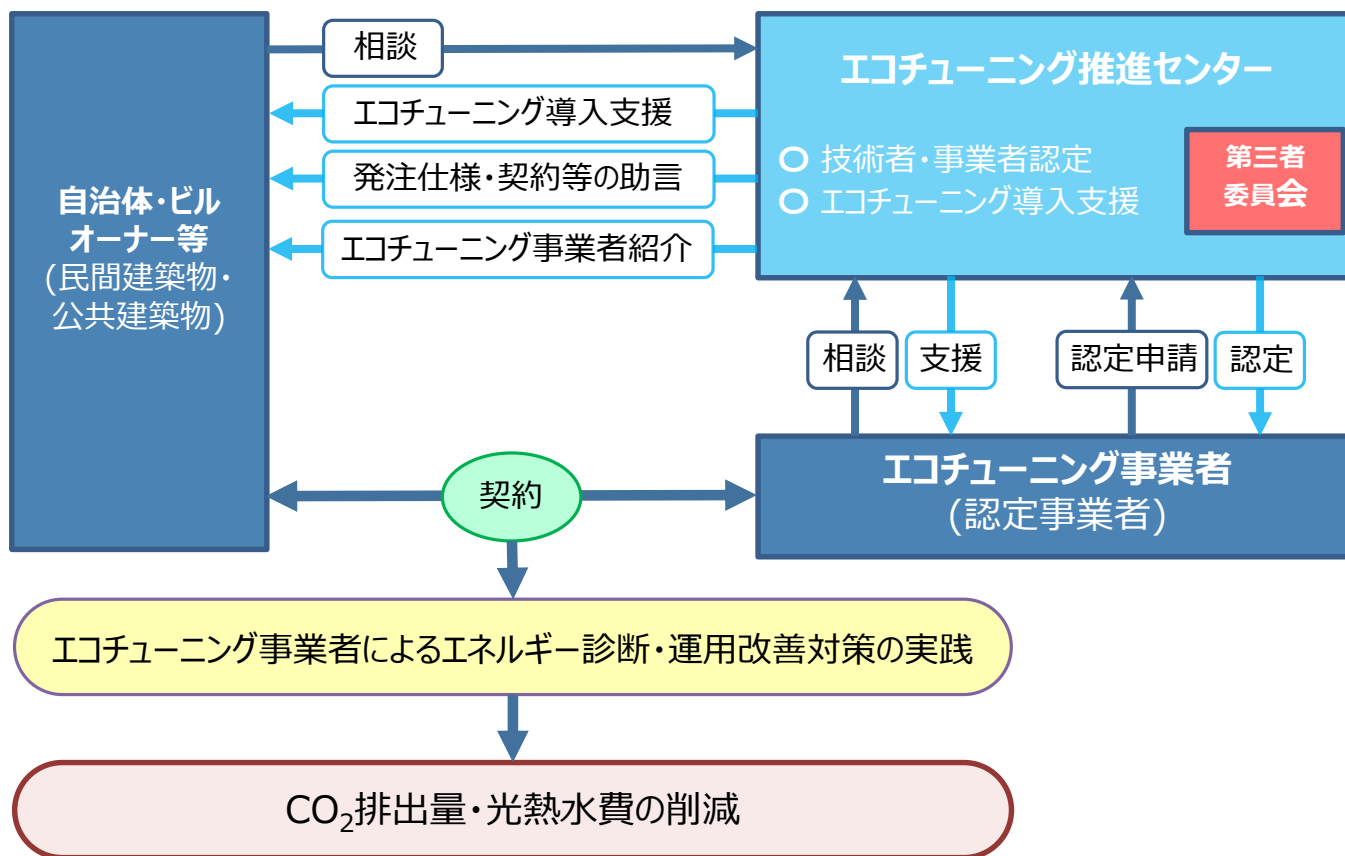 相談
エコチューニング導入支援
発注仕様・契約等の助言
エコチューニング事業者紹介
自治体・ビル
オーナー等
(民間建築物・
公共建築物)
エコチューニング推進センター
○ 技術者・事業者認定
○ エコチューニング導入支援
第三者
委員会
相談
支援
認定申請
認定
エコチューニング事業者
(認定事業者)
契約
エコチューニング事業者によるエネルギー診断・運用改善対策の実践
CO₂排出量・光熱水費の削減